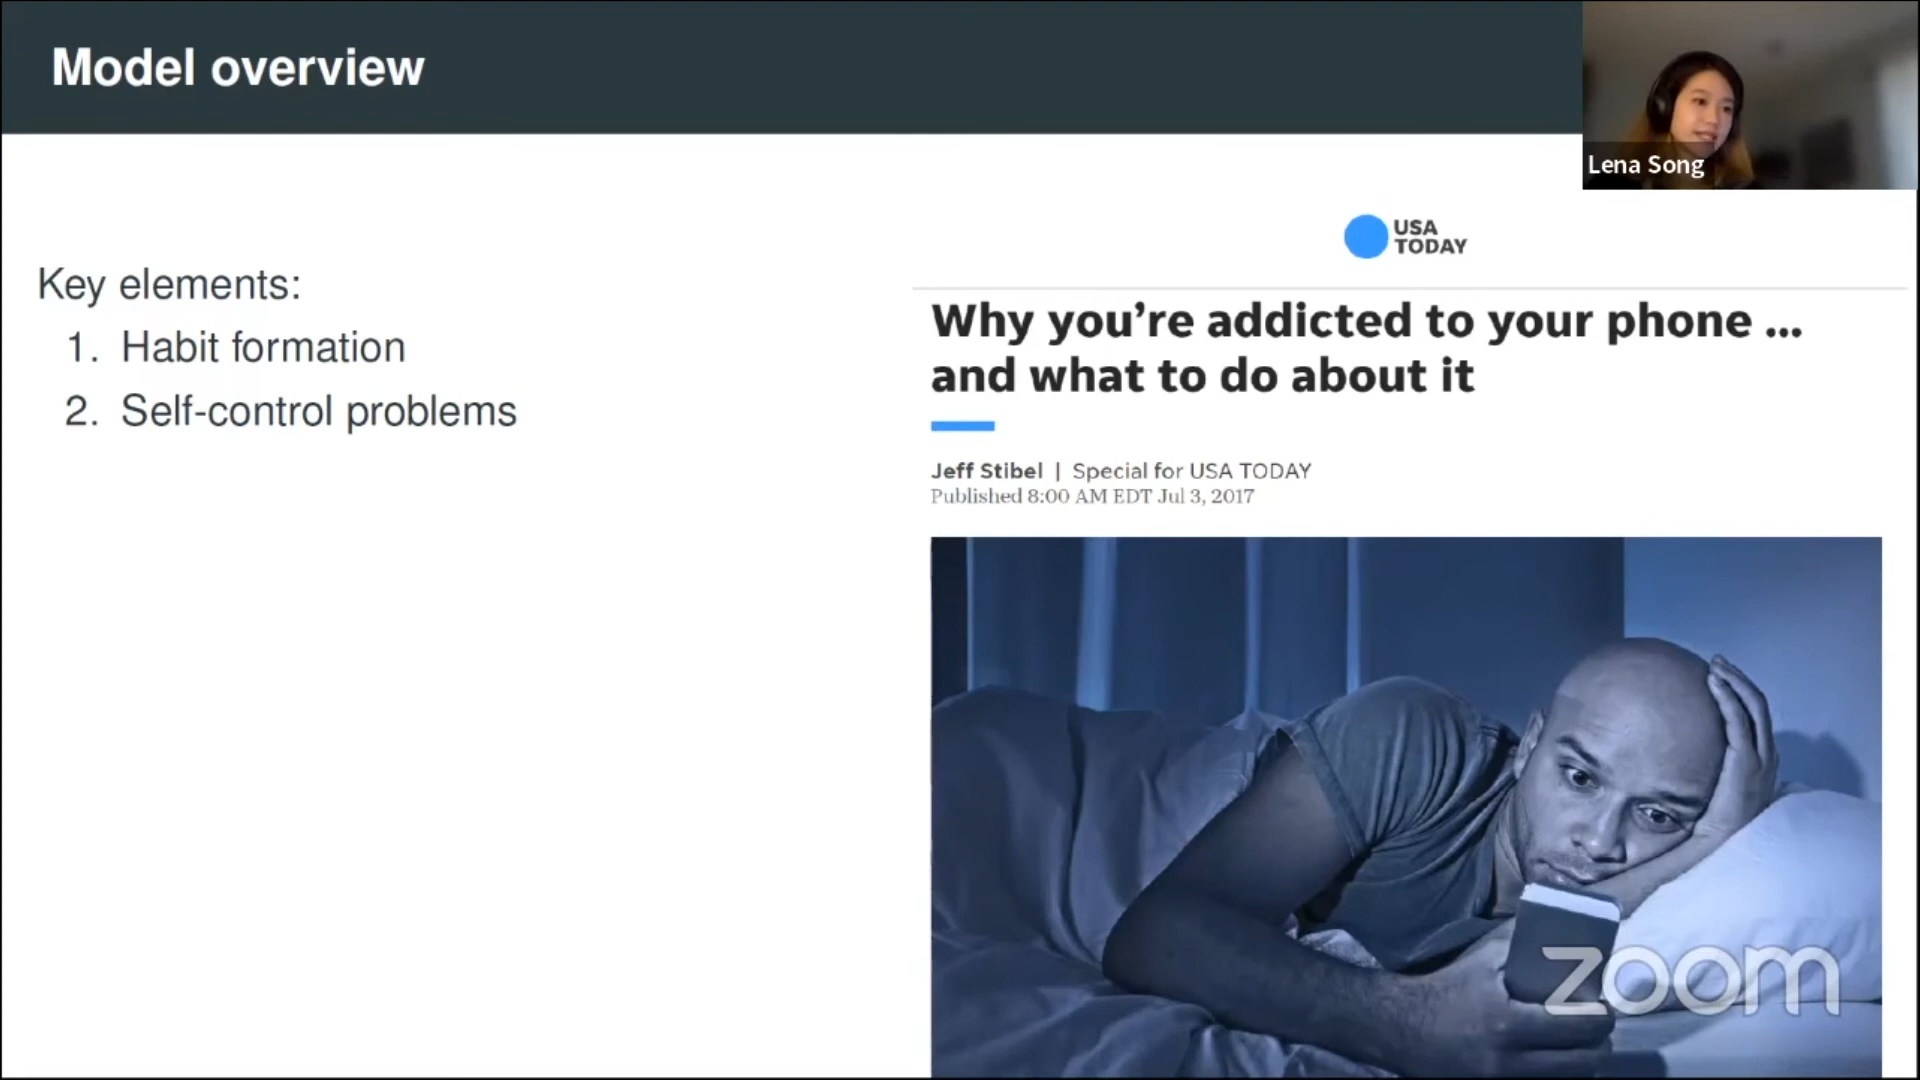 Model overview
Lena Song
Key elements:
1. Habit formation
2. Self-control problems
USA
TODAY
Why you’re addicted to your phone ...
and what to do about it
Jeff Stibel | Special for USA TODAY
Published 8:00 AM EDT Jul 3, 2017
zoom